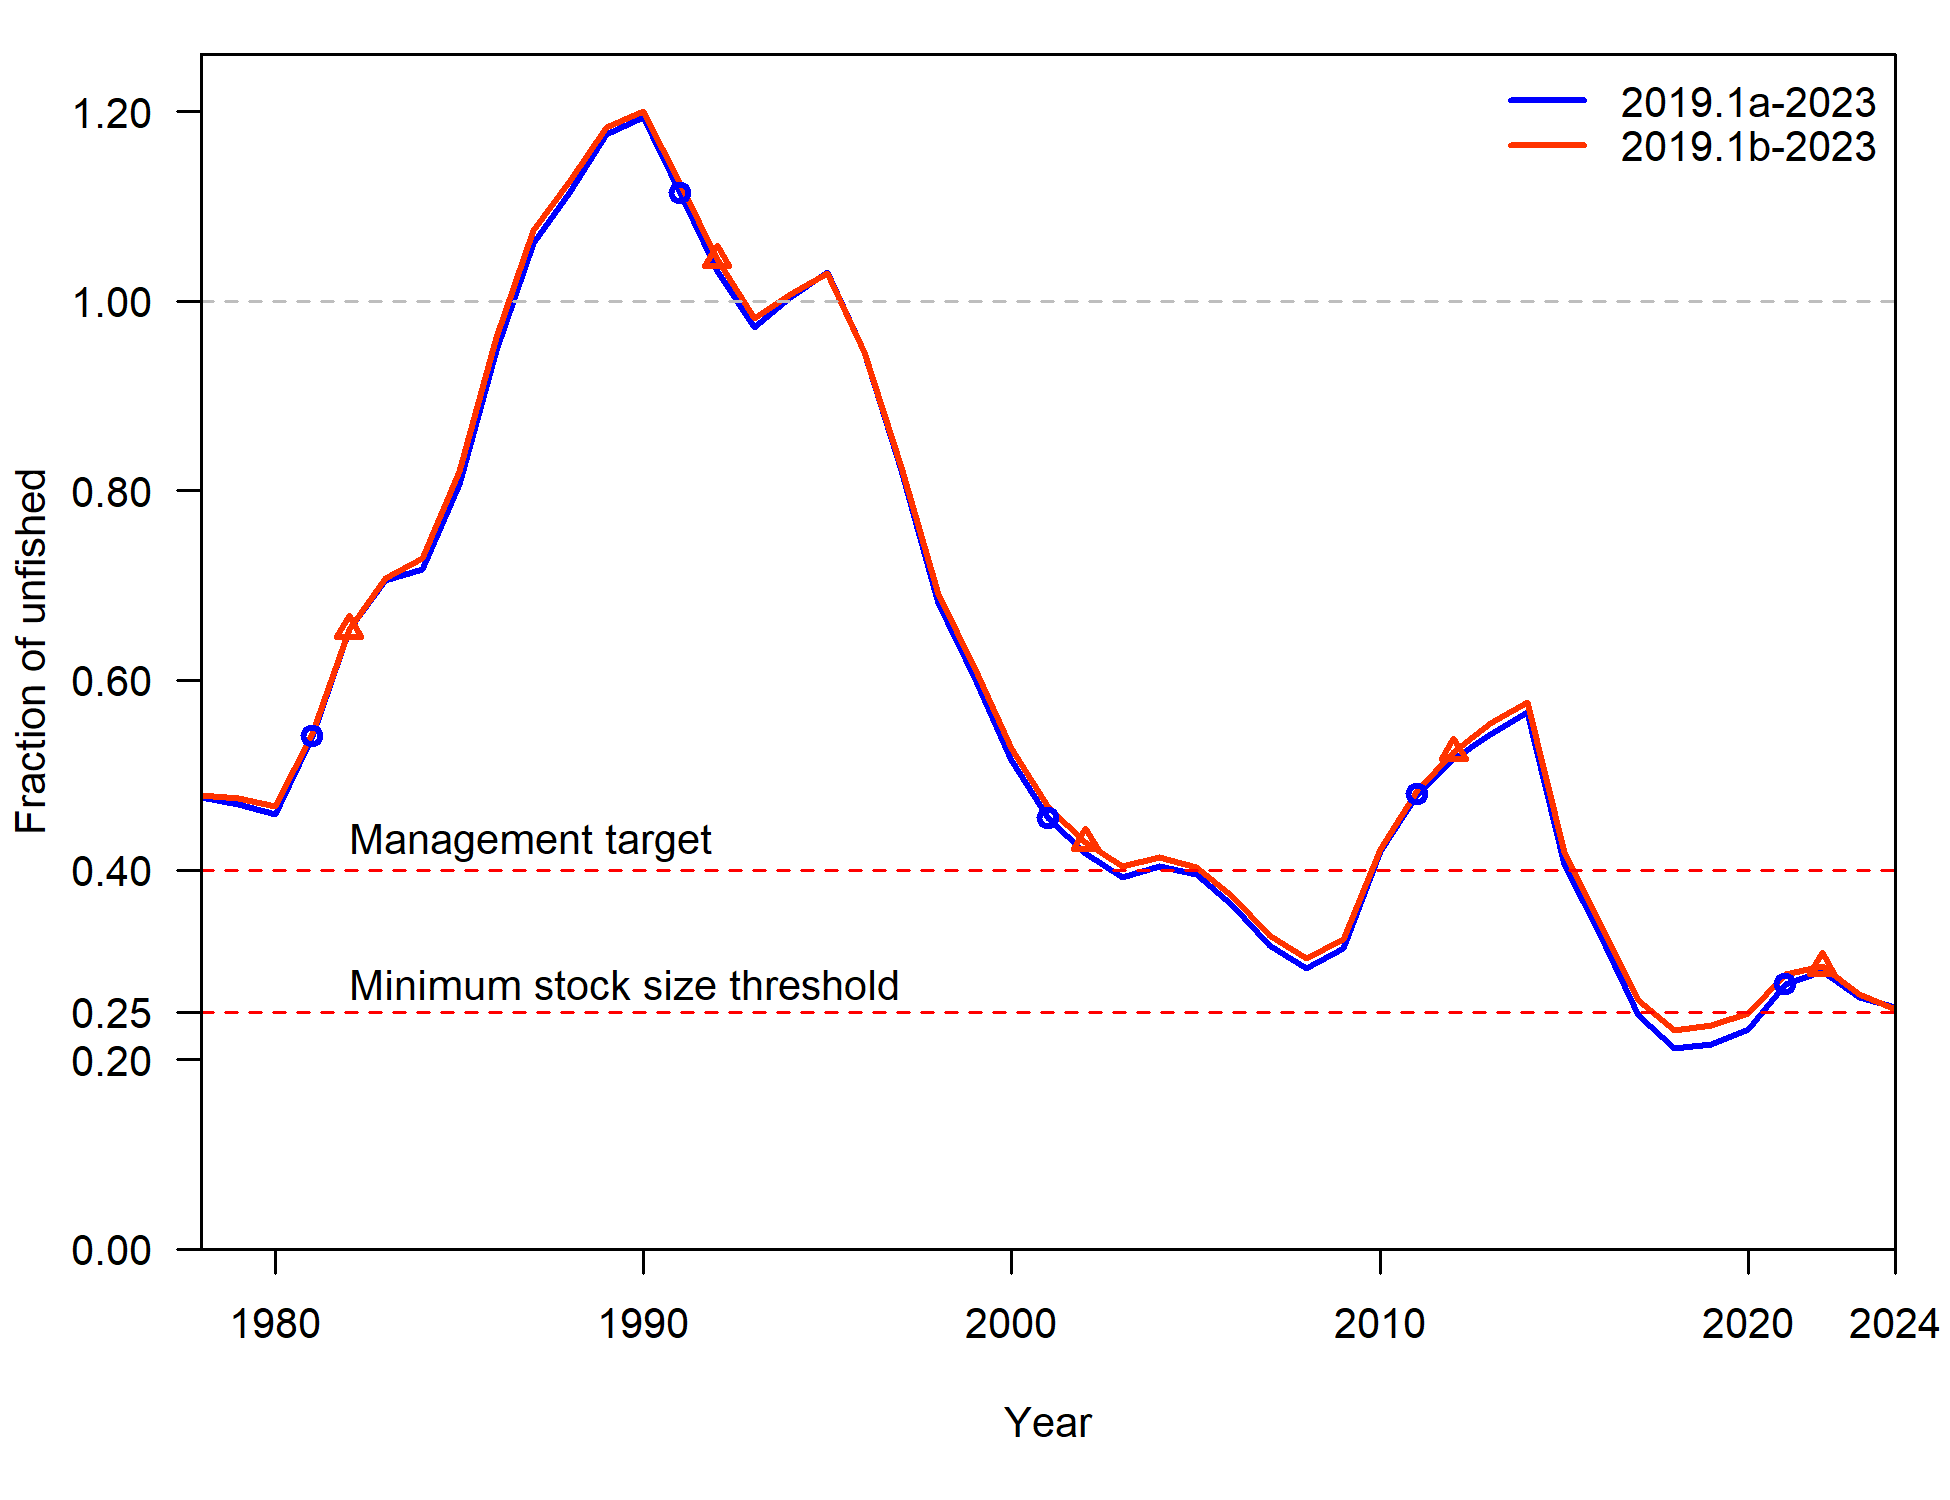 2019.1a-2023
2019.1b-2023
1.20
1.00
0.80
0.60
0.40
0.25
0.20
0.00
Fraction of unfished
Management target
Minimum stock size threshold
1980 1990 2000 2010 2020 2024
Year